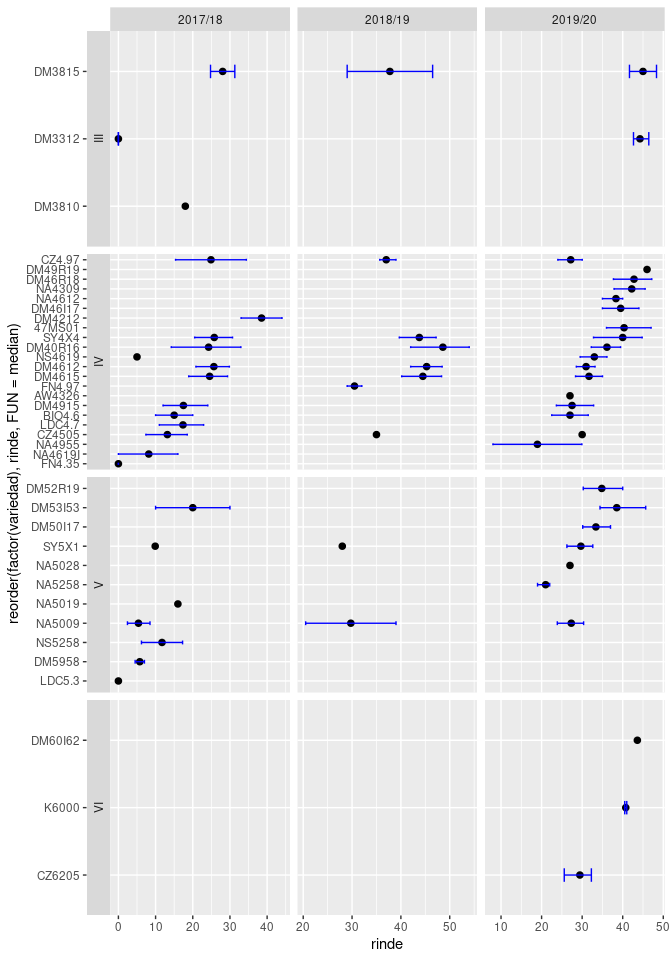 2017/18 2018/19 2019/20
III
DM3815
DM3312
DM3810
IV
CZ4.97
DM49R19
DM46R18
NA4309
NA4612
DM46I17
DM4212
47MS01
SY4X4
DM40R16
NS4619
DM4612
DM4615
FN4.97
AW4326
DM4915
BIO4.6
LDC4.7
CZ4505
NA4955
NA4619I
FN4.35
V
DM52R19
DM53I53
DM50I17
SY5X1
NA5028
NA5258
NA5019
NA5009
NS5258
DM5958
LDC5.3
VI
DM60I62
K6000
CZ6205
reorder(factor(variedad), rinde, FUN = median)
0 10 20 30 40 20 30 40 50 10 20 30 40 50
rinde